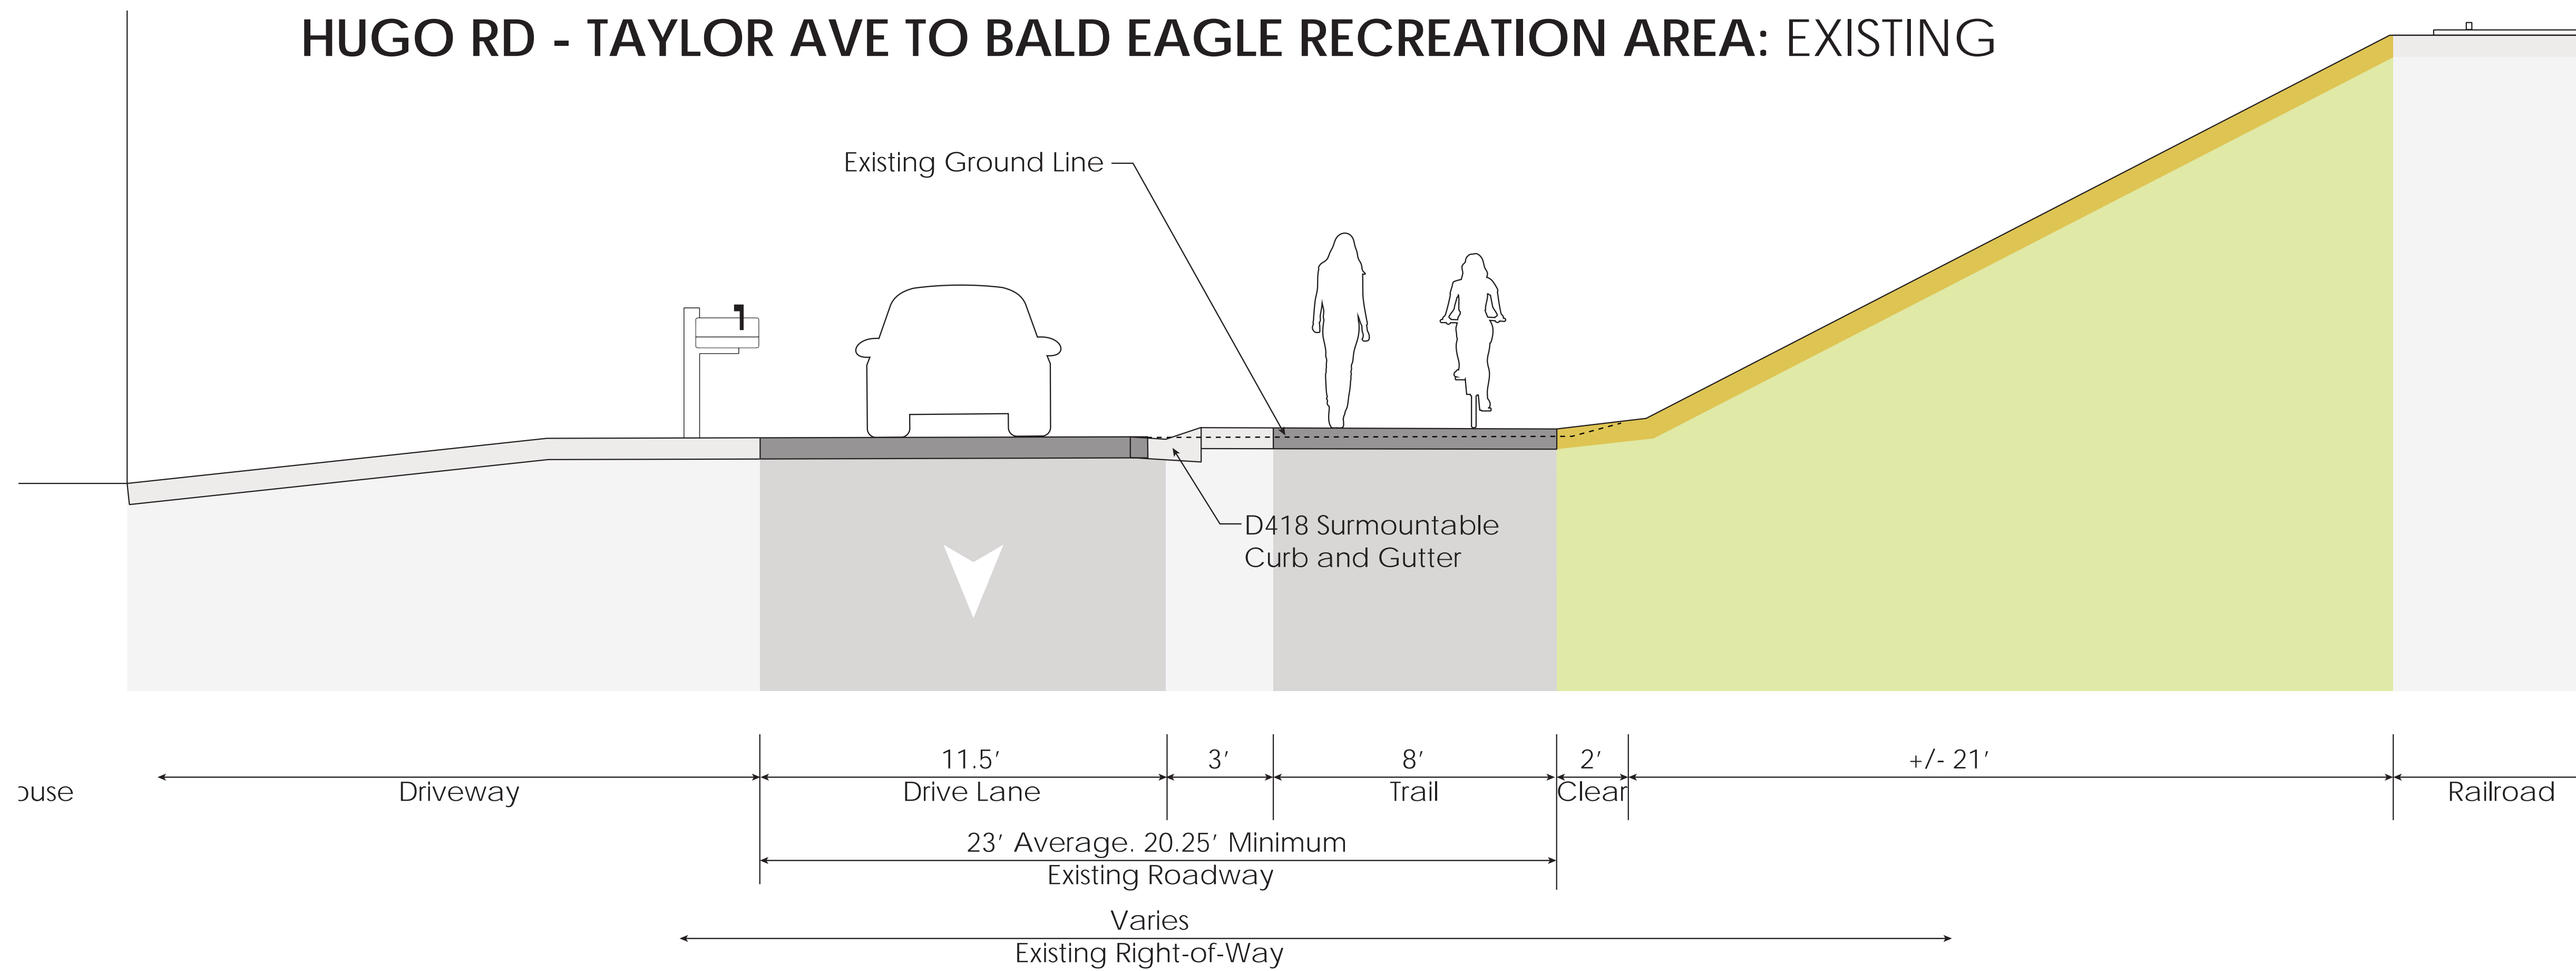 HUGO RD - TAYLOR AVE TO BALD EAGLE RECREATION AREA: EXISTING
Existing Ground Line
1
D418 Surmountable
Curb and Gutter
11.5' 3' 8' 2' +/- 21'
ouse Driveway Drive Lane Trail Clear Railroad
23' Average. 20.25' Minimum
Existing Roadway
Varies
Existing Right-of-Way